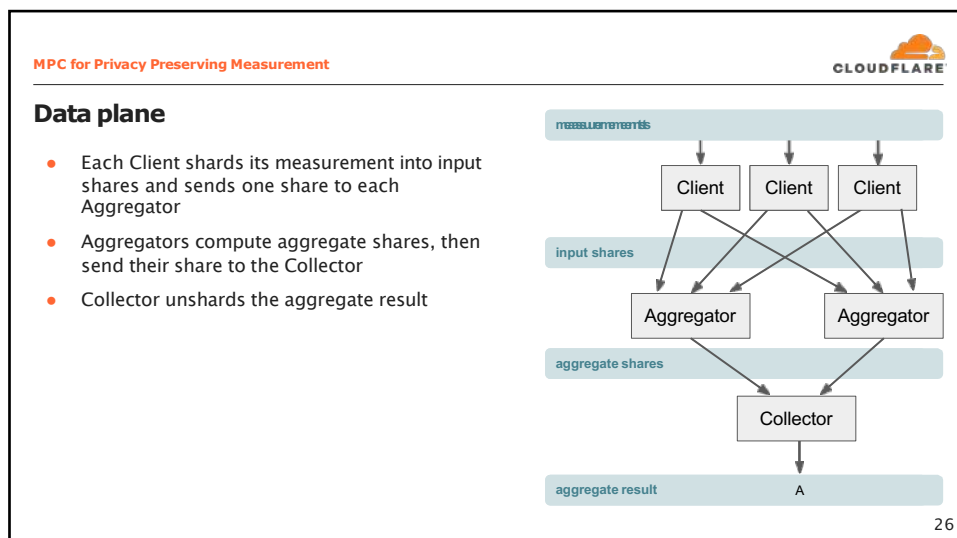 MPC for Privacy Preserving Measurement
CLOUDFLARE
Data plane
● Each Client shards its measurement into input
shares and sends one share to each
Aggregator
● Aggregators compute aggregate shares, then
send their share to the Collector
● Collector unshards the aggregate result
measurements
Client Client Client
input shares
Aggregator Aggregator
aggregate shares
Collector
aggregate result A
26